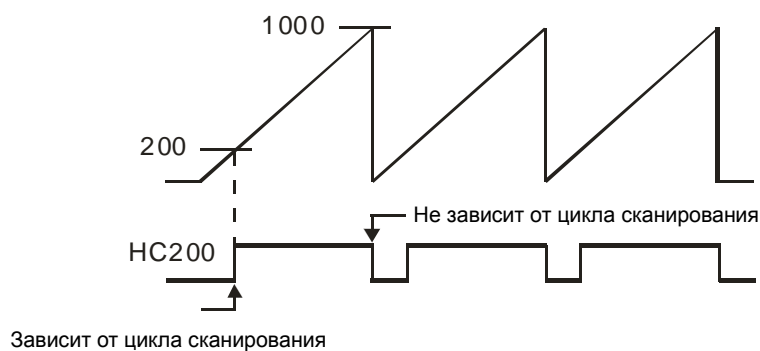 1000
200
Не зависит от цикла сканирования
HC200
Зависит от цикла сканирования